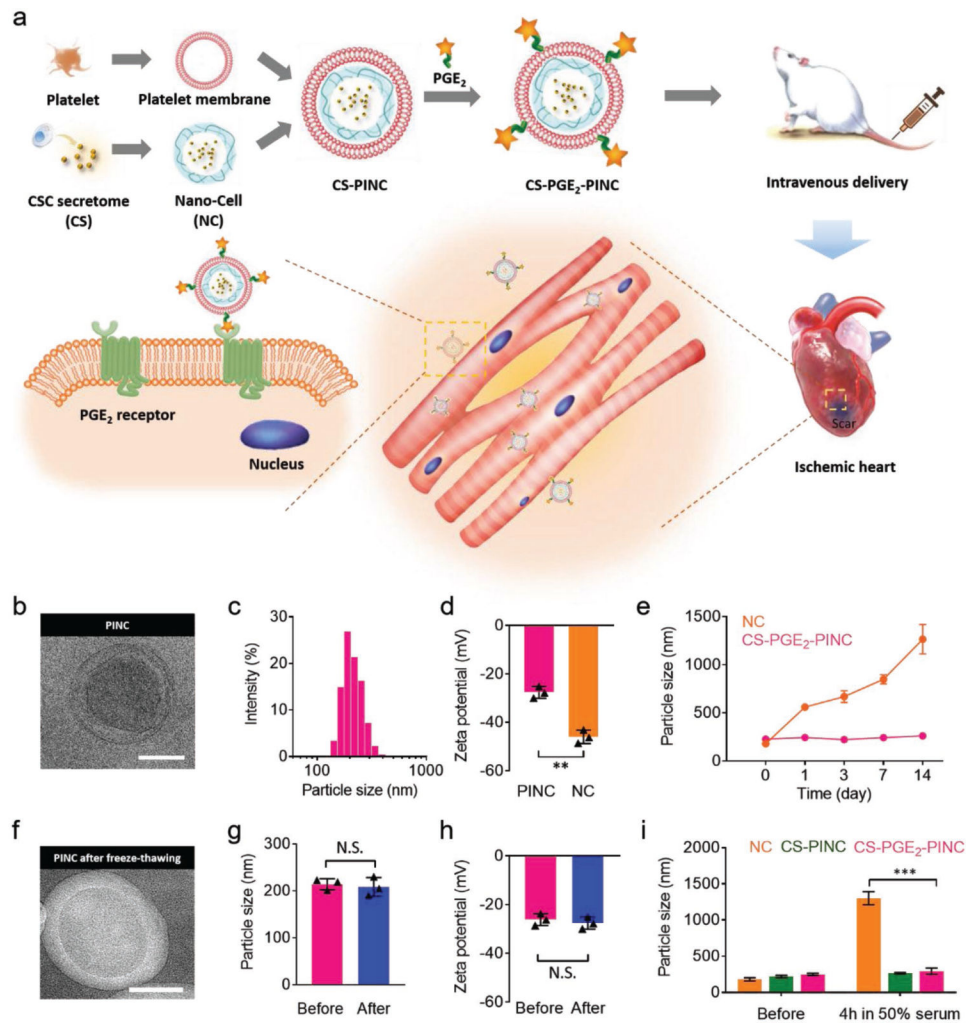 a
Platelet
Platelet membrane
PGE₂
CSC secretome
(CS)
Nano-Cell
(NC)
CS-PINC
CS-PGE₂-PINC
Intravenous delivery
PGE₂ receptor
Nucleus
Scar
Ischemic heart
b
PINC
c
Intensity (%)
30
20
10
0
100
1000
Particle size (nm)
d
Zeta potential (mV)
0
-20
-40
-60
**
PINC
NC
e
Particle size (nm)
1500
1000
500
0
NC
CS-PGE₂-PINC
0 1 3 7 14
Time (day)
f
PINC after freeze-thawing
g
Particle size (nm)
300
200
100
0
N.S.
Before After
h
Zeta potential (mV)
0
-20
-40
-60
N.S.
Before After
i
NC CS-PINC CS-PGE₂-PINC
Particle size (nm)
1500
1000
500
0
***
Before
4h in 50% serum